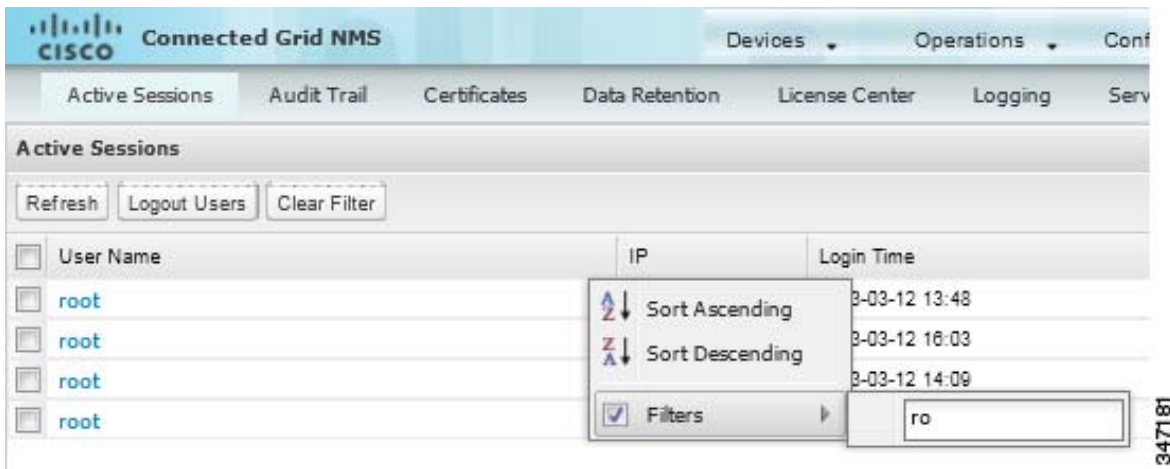 CISCO Connected Grid NMS Devices Operations Conf
Active Sessions Audit Trail Certificates Data Retention License Center Logging Serv
Active Sessions
Refresh Logout Users Clear Filter
User Name IP Login Time
root 3-03-12 13:48
Sort Ascending
root 3-03-12 16:03
Sort Descending
root 3-03-12 14:09
root
Filters ro
347181